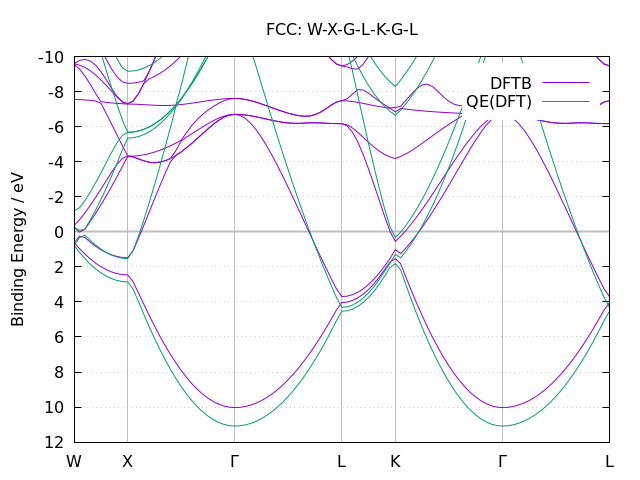 FCC: W-X-G-L-K-G-L
Binding Energy / eV
-10
-8
-6
-4
-2
0
2
4
6
8
10
12
DFTB
QE(DFT)
W X Γ L K Γ L